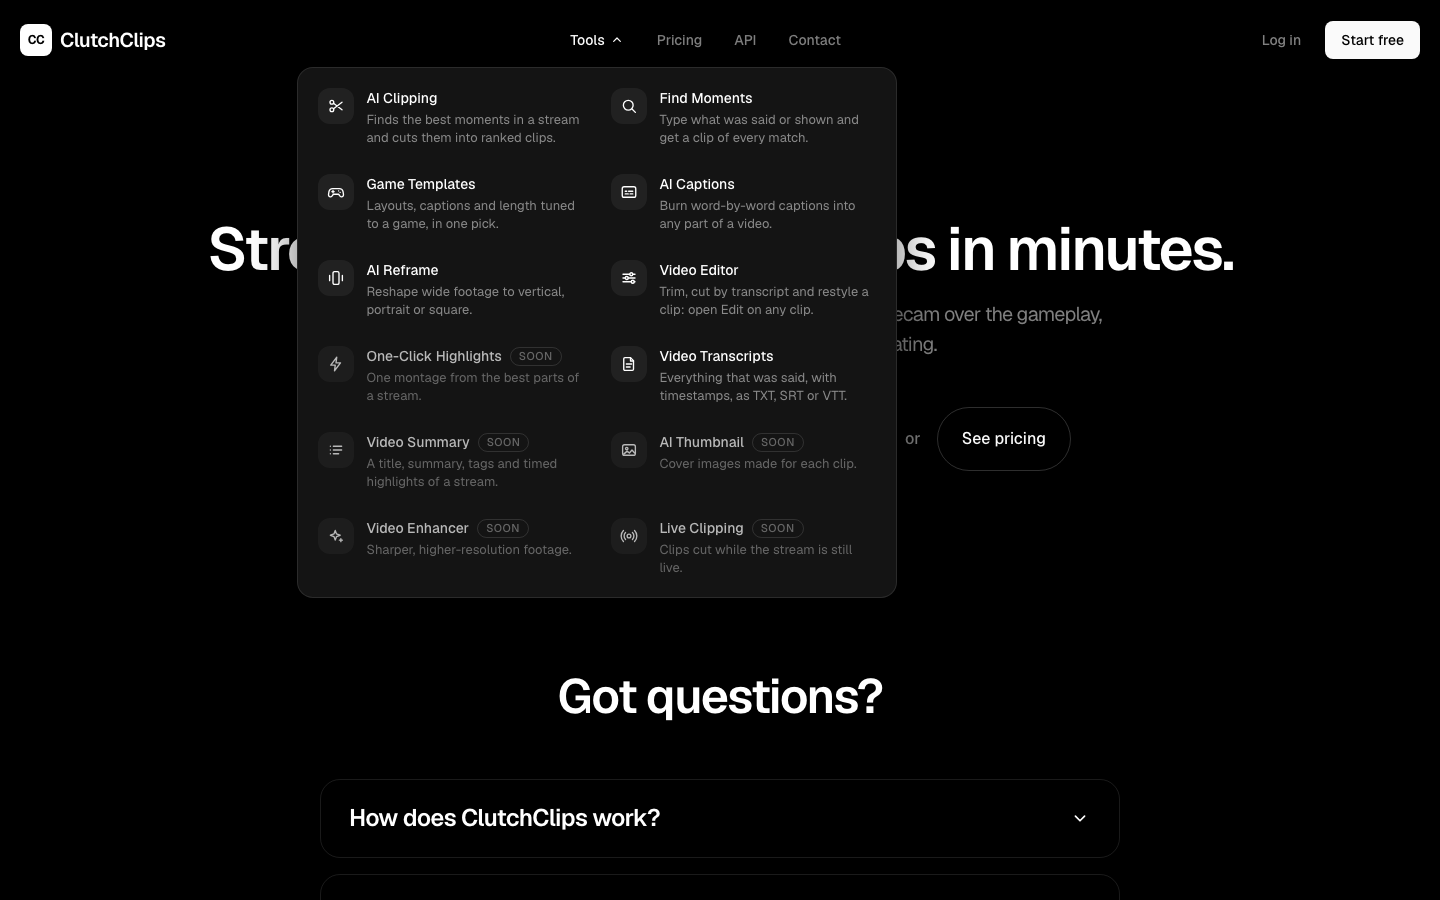 CC ClutchClips
Tools Pricing API Contact
Log in Start free
AI Clipping
Finds the best moments in a stream
and cuts them into ranked clips.
Find Moments
Type what was said or shown and
get a clip of every match.
Game Templates
Layouts, captions and length tuned
to a game, in one pick.
AI Captions
Burn word-by-word captions into
any part of a video.
AI Reframe
Reshape wide footage to vertical,
portrait or square.
Video Editor
Trim, cut by transcript and restyle a
clip: open Edit on any clip.
One-Click Highlights SOON
One montage from the best parts of
a stream.
Video Transcripts
Everything that was said, with
timestamps, as TXT, SRT or VTT.
Video Summary SOON
A title, summary, tags and timed
highlights of a stream.
AI Thumbnail SOON
Cover images made for each clip.
Video Enhancer SOON
Sharper, higher-resolution footage.
Live Clipping SOON
Clips cut while the stream is still
live.
in minutes.
over the gameplay,
or See pricing
Got questions?
How does ClutchClips work?